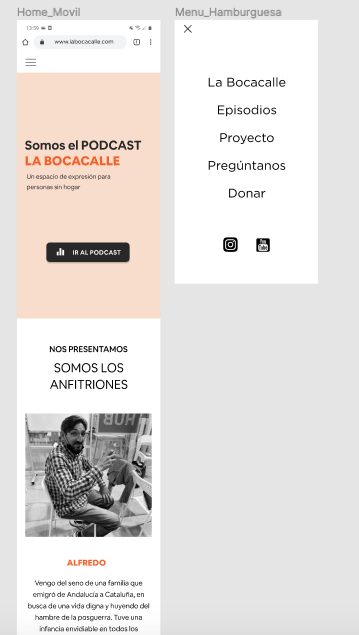 Home_Movil
13:59
www.labocacalle.com
Somos el PODCAST
LA BOCACALLE
Un espacio de expresión para
personas sin hogar
IR AL PODCAST
NOS PRESENTAMOS
SOMOS LOS
ANFITRIONES
HUB
ALFREDO
Vengo del seno de una familia que
emigró de Andalucía a Cataluña, en
busca de una vida digna y huyendo del
hambre de la posguerra. Tuve una
infancia envidiable en todos los
Menu_Hamburguesa
La Bocacalle
Episodios
Proyecto
Pregúntanos
Donar
You
Tube